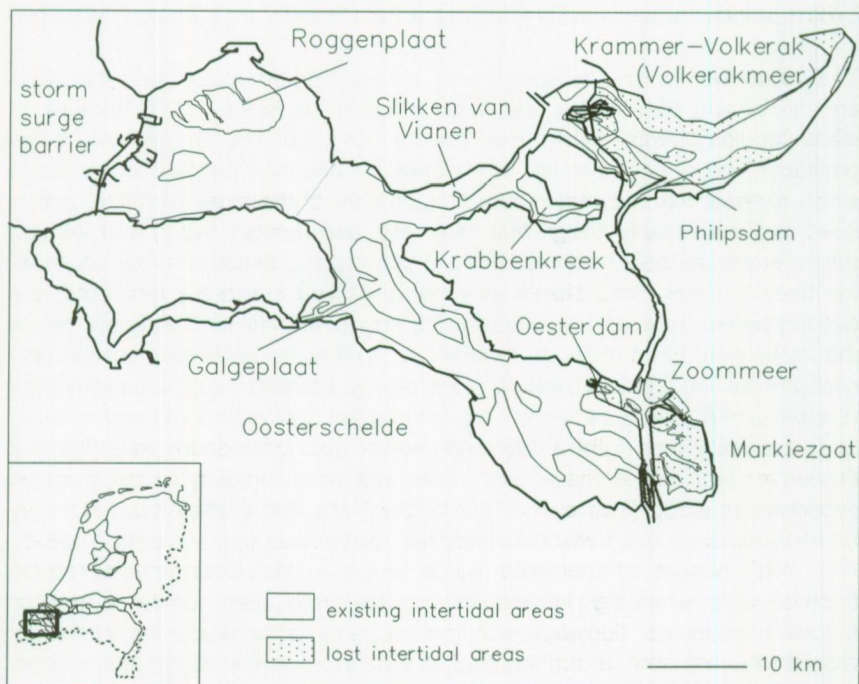 Roggenplaat
Krammer-Volkerak
(Volkerakmeer)
storm
surge
barrier
Slikken van
Vianen
Philipsdam
Krabbenkreek
Oesterdam
Galgeplaat
Zoommeer
Oosterschelde
Markiezaat
existing intertidal areas
lost intertidal areas
10 km